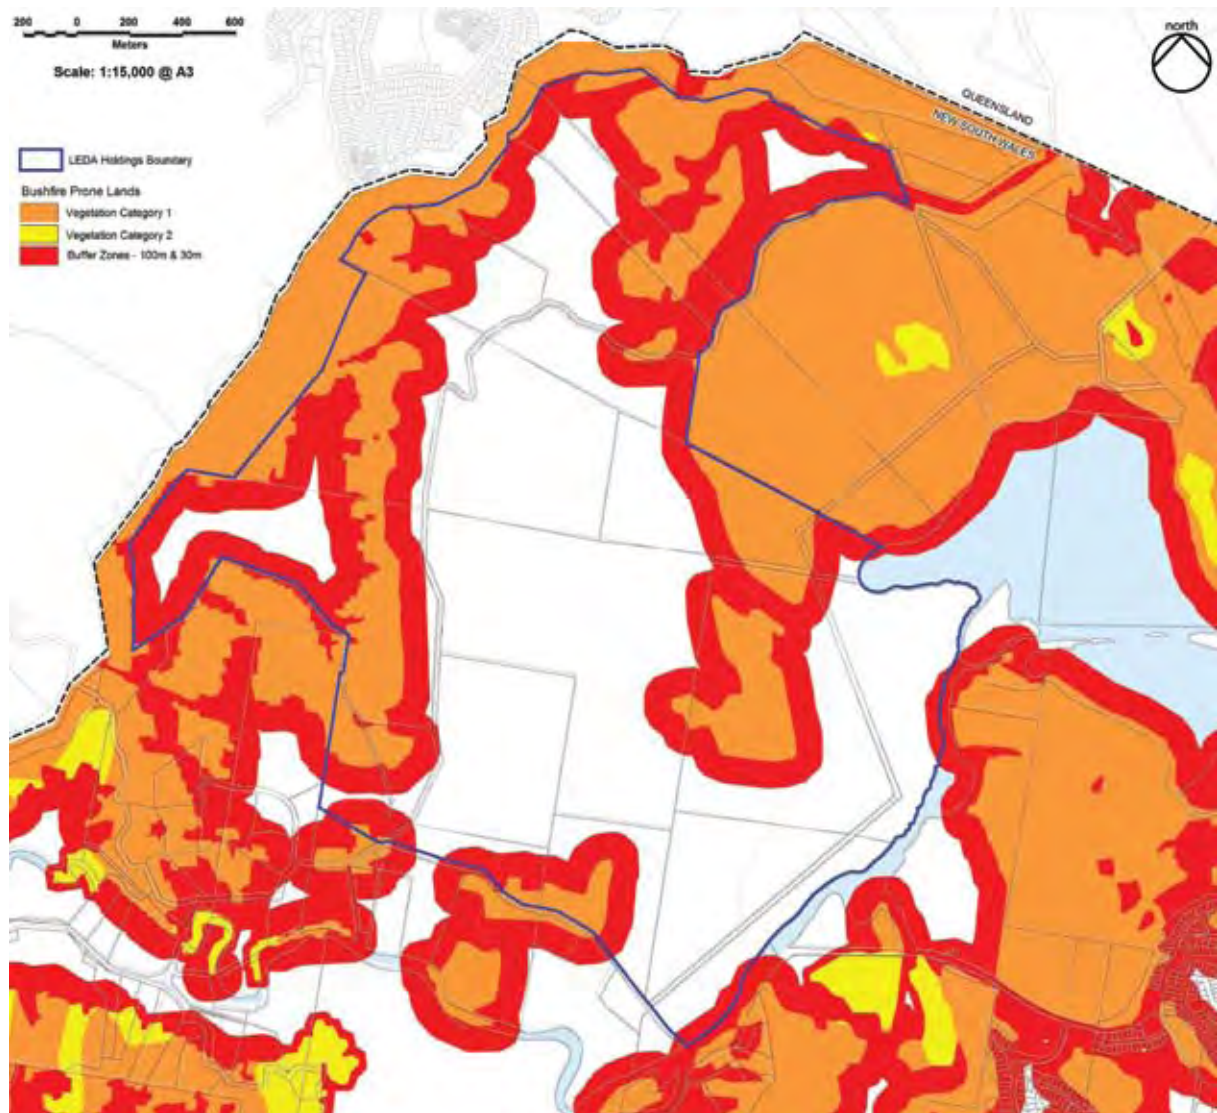 200 0 200 400 600
Meters
Scale: 1:15,000 @ A3
north
QUEENSLAND
NEW SOUTH WALES
LEDA Holdings Boundary
Bushfire Prone Lands
Vegetation Category 1
Vegetation Category 2
Buffer Zones - 100m & 30m